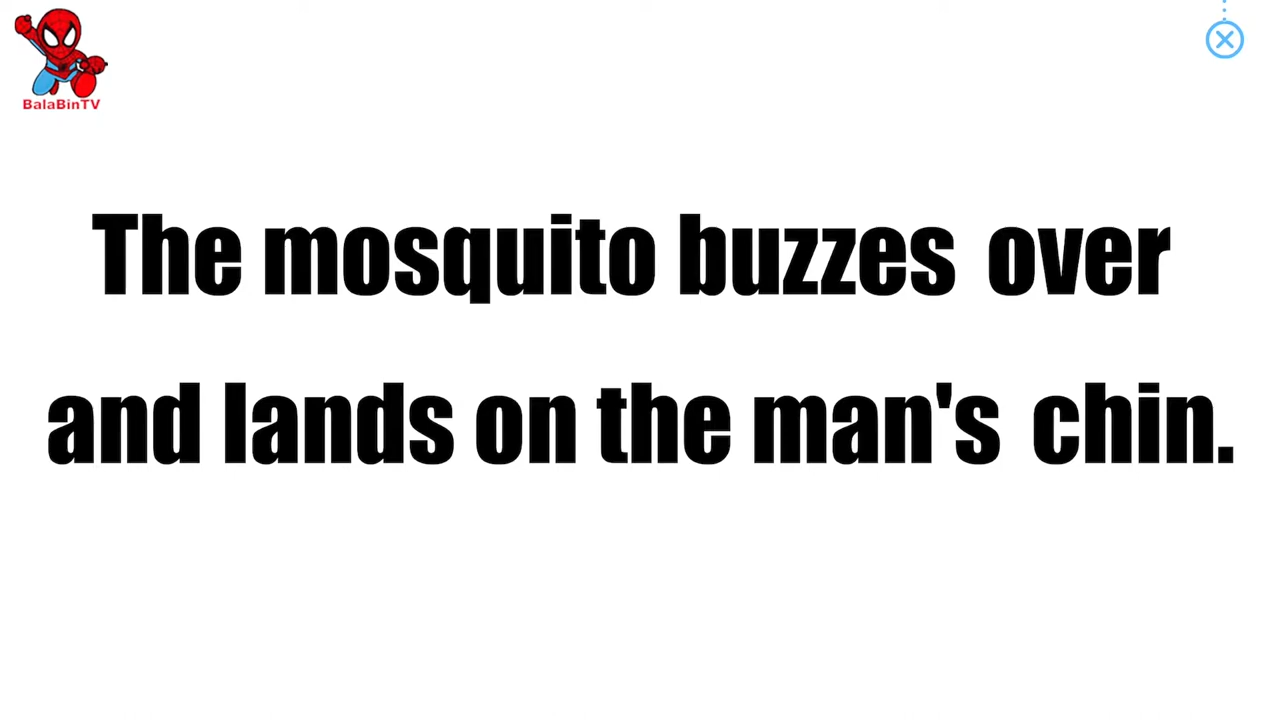 BalaBinTV
The mosquito buzzes over
and lands on the man's chin.